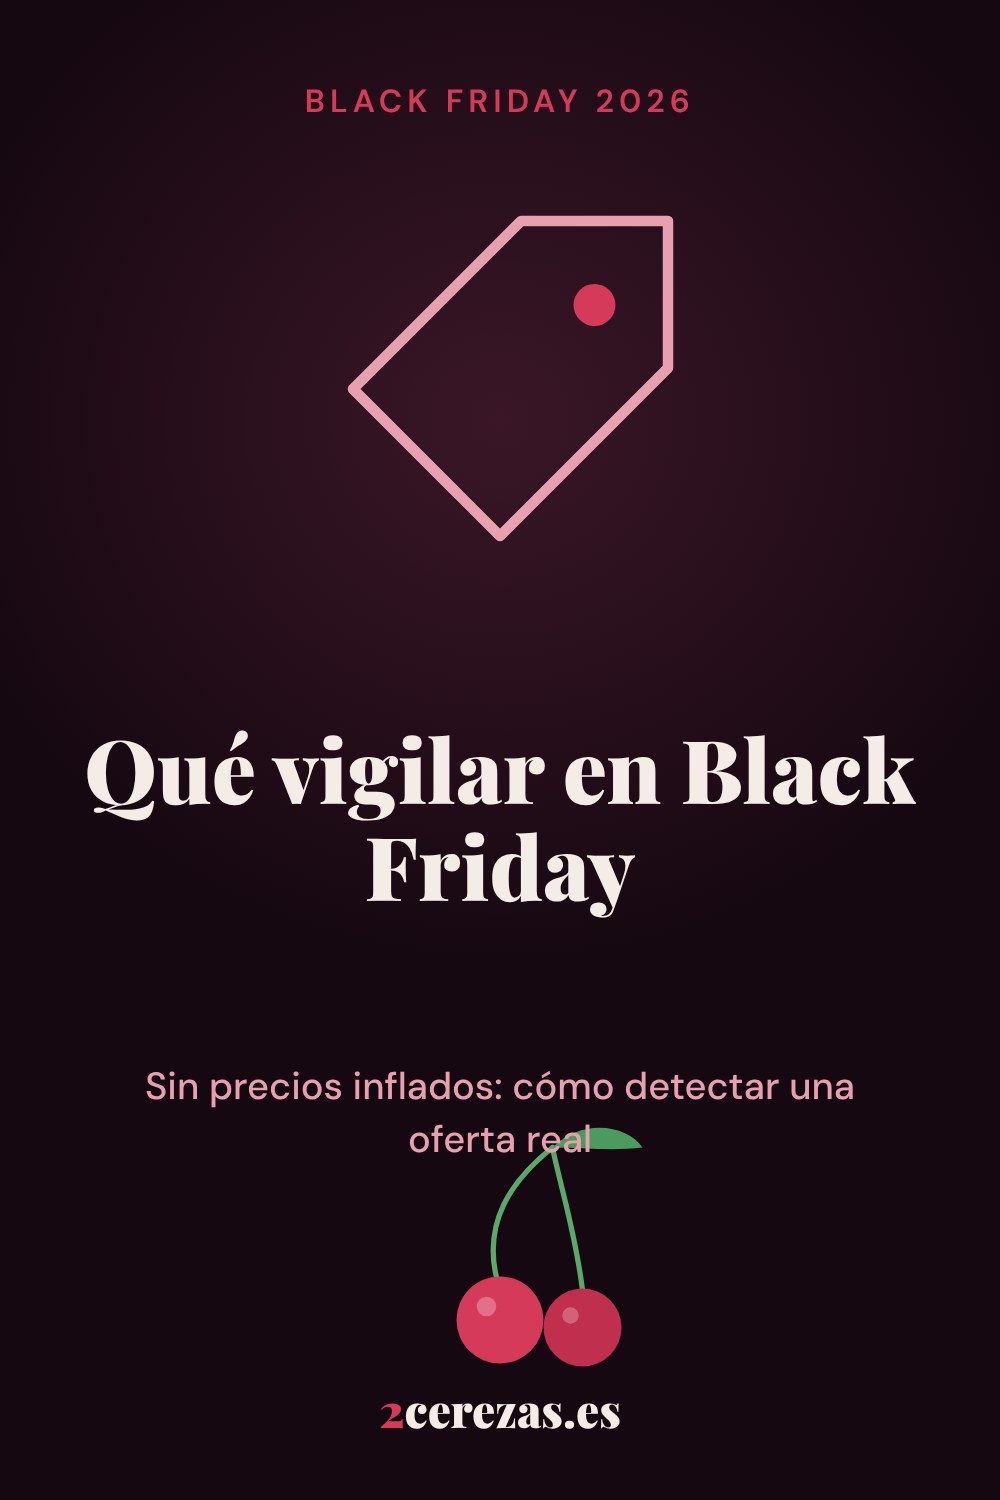 BLACK FRIDAY 2026
Qué vigilar en Black
Friday
Sin precios inflados: cómo detectar una
oferta real
2cerezas.es